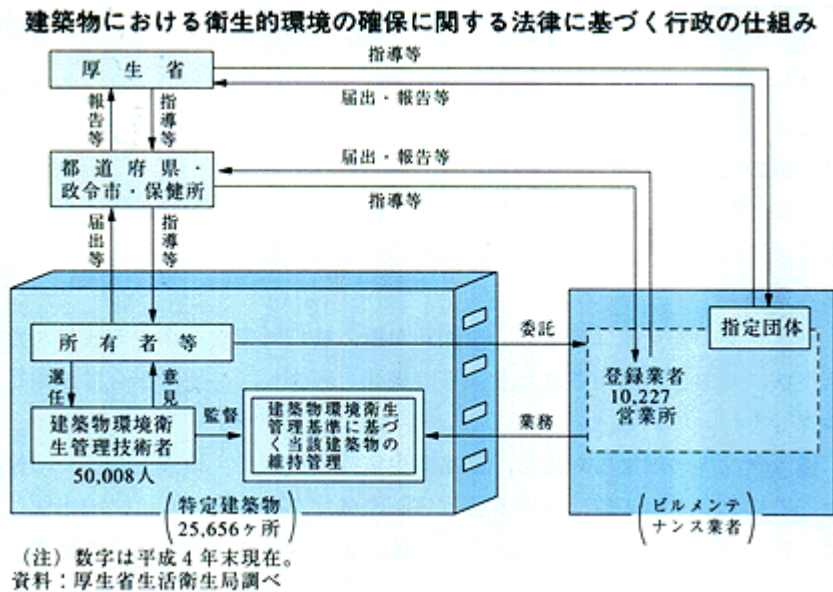 建築物における衛生的環境の確保に関する法律に基づく行政の仕組み
厚生省
指導等
届出・報告等
報告等
指導等
都道府県・
政令市・保健所
届出・報告等
指導等
届出等
指導等
所有者等
委託
指定団体
選任
意見
登録業者
10,227
営業所
建築物環境衛
生管理技術者
50,008人
監督
建築物環境衛生
管理基準に基づ
く当該建築物の
維持管理
業務
(特定建築物
25,656ヶ所)
(ビルメンテ
ナンス業者)
(注) 数字は平成4年末現在。
資料:厚生省生活衛生局調べ